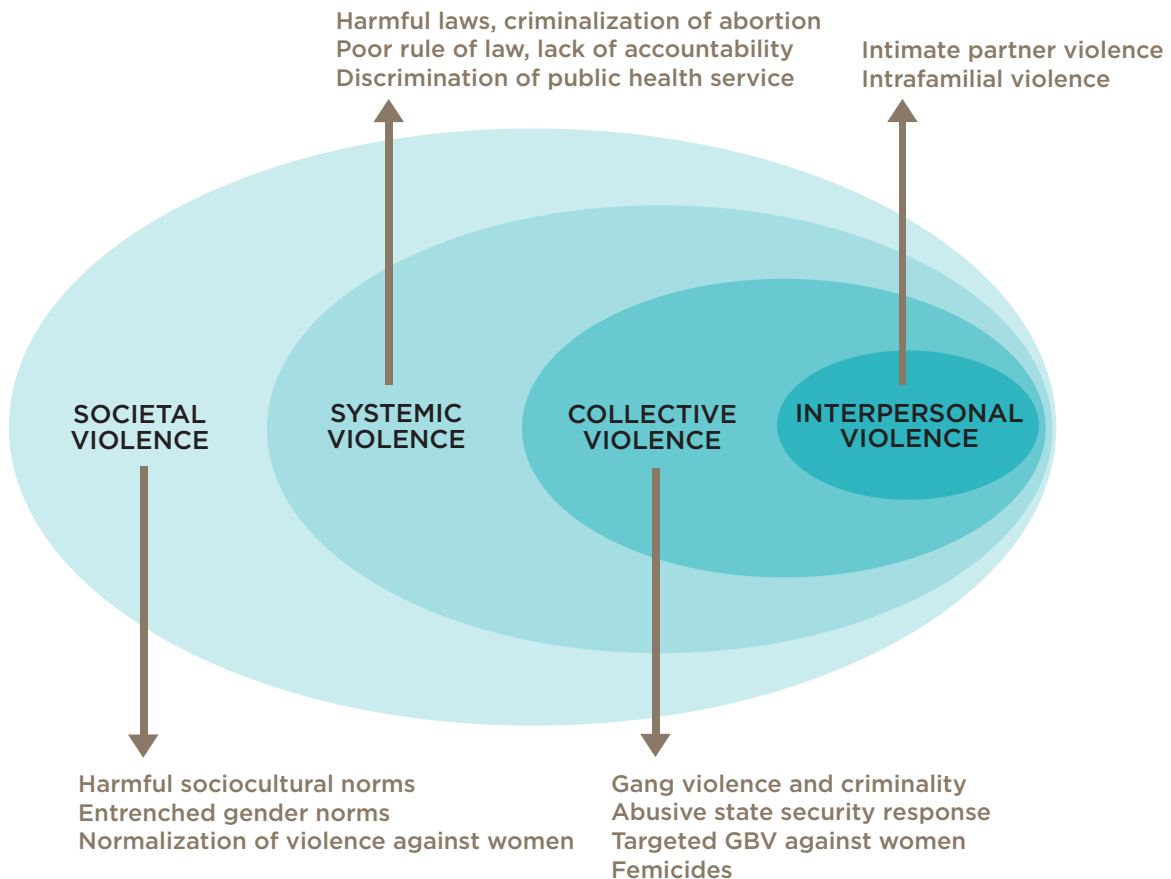 Harmful laws, criminalization of abortion
Poor rule of law, lack of accountability
Discrimination of public health service
Intimate partner violence
Intrafamilial violence
SOCIETAL
VIOLENCE
SYSTEMIC
VIOLENCE
COLLECTIVE
VIOLENCE
INTERPERSONAL
VIOLENCE
Harmful sociocultural norms
Entrenched gender norms
Normalization of violence against women
Gang violence and criminality
Abusive state security response
Targeted GBV against women
Femicides